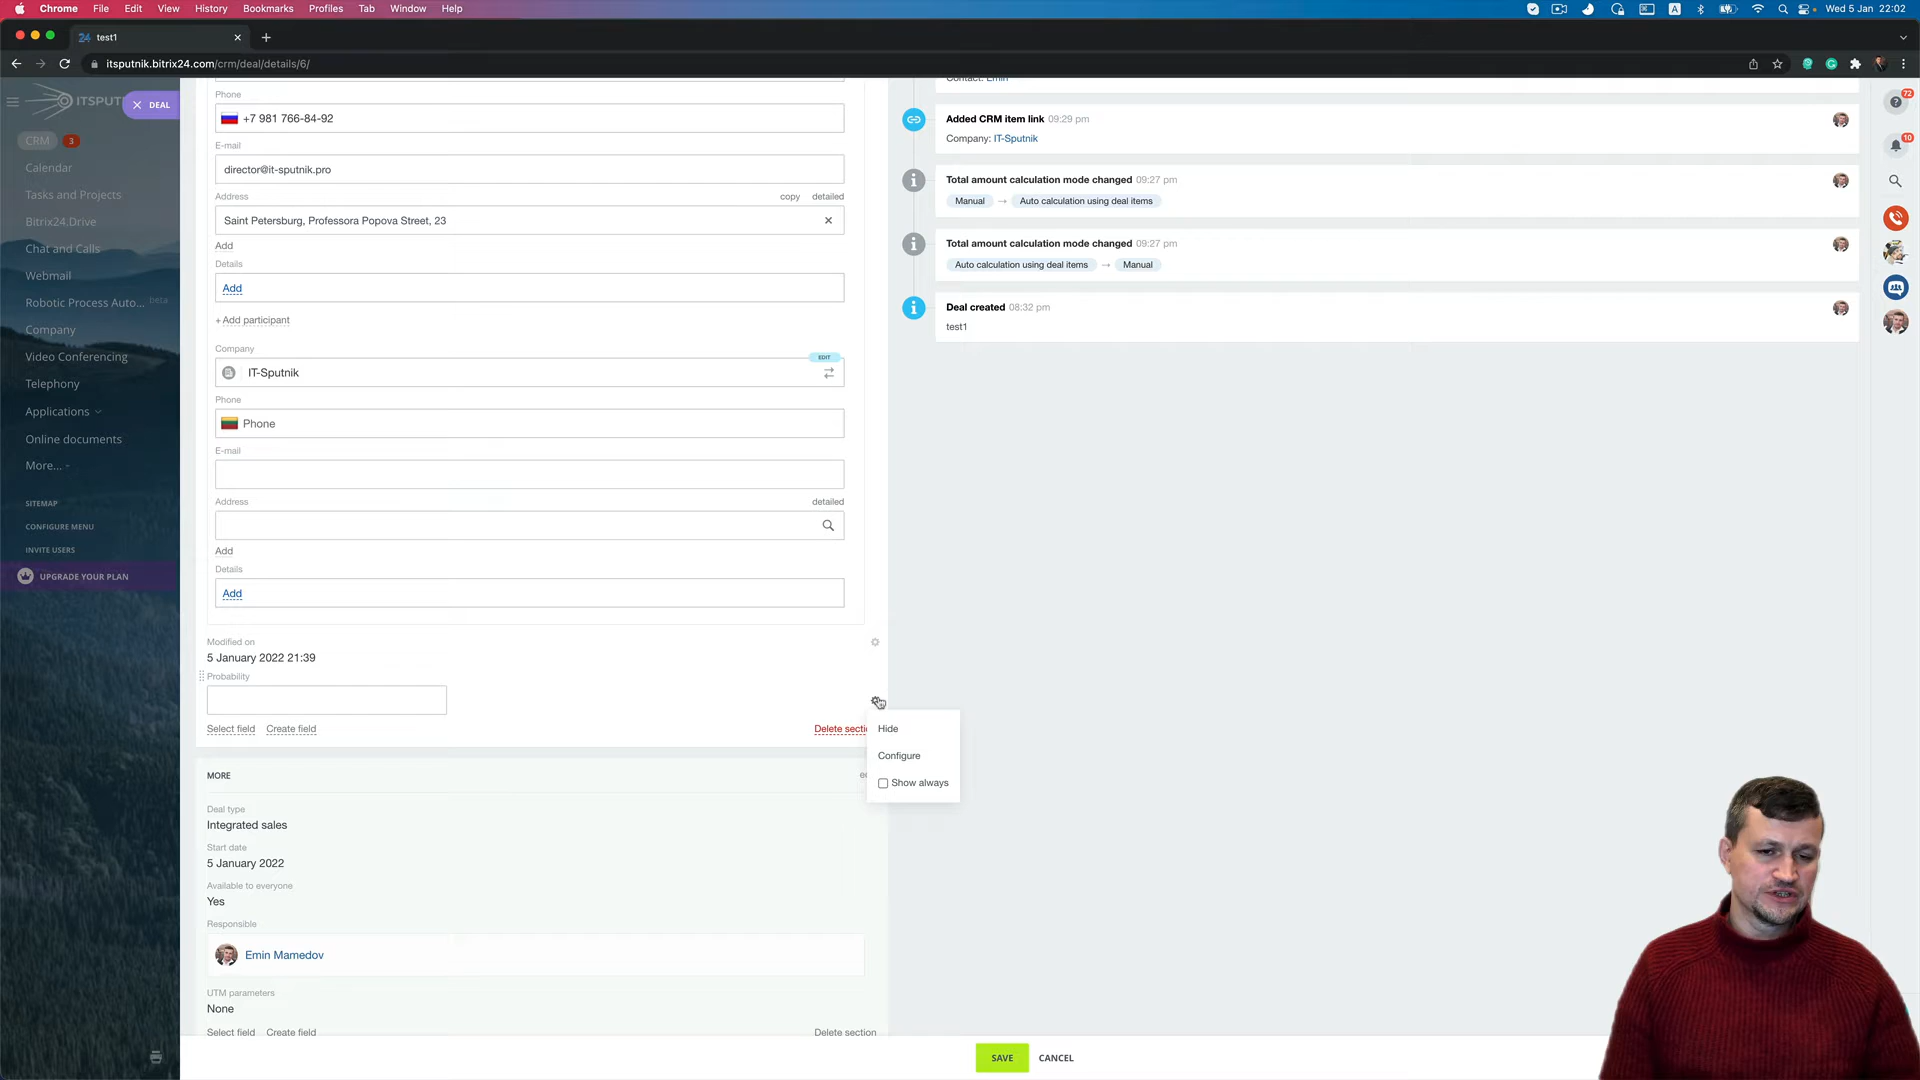 Chrome File Edit View History Bookmarks Profiles Tab Window Help
A
Wed 5 Jan 22:02
24 test1
itsputnik.bitrix24.com/crm/deal/details/6/
ITSPUT
DEAL
CRM 3
Calendar
Tasks and Projects
Bitrix24.Drive
Chat and Calls
Webmail
Robotic Process Auto... beta
Company
Video Conferencing
Telephony
Applications
Online documents
More...
SITEMAP
CONFIGURE MENU
INVITE USERS
UPGRADE YOUR PLAN
Phone
+7 981 766-84-92
E-mail
director@it-sputnik.pro
Address copy detailed
Saint Petersburg, Professora Popova Street, 23
Add
Details
Add
+ Add participant
Company
EDIT
IT-Sputnik
Phone
Phone
E-mail
Address detailed
Add
Details
Add
Modified on
5 January 2022 21:39
Probability
Select field Create field Delete secti
Hide
Configure
Show always
MORE
Deal type
Integrated sales
Start date
5 January 2022
Available to everyone
Yes
Responsible
Emin Mamedov
UTM parameters
None
Select field Create field Delete section
SAVE CANCEL
Contact: Emin
Added CRM item link 09:29 pm
Company: IT-Sputnik
Total amount calculation mode changed 09:27 pm
Manual → Auto calculation using deal items
Total amount calculation mode changed 09:27 pm
Auto calculation using deal items → Manual
Deal created 08:32 pm
test1
72
10